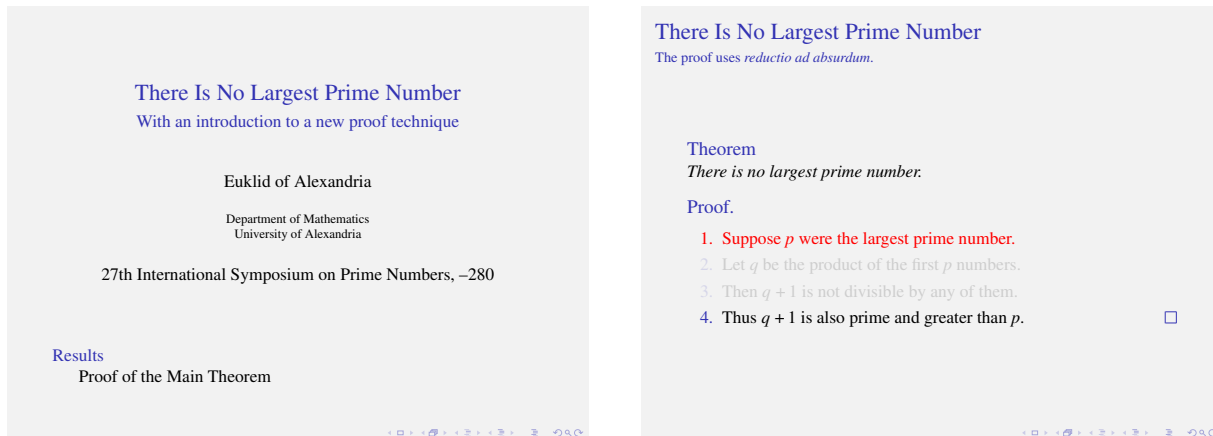 There Is No Largest Prime Number
With an introduction to a new proof technique
Euklid of Alexandria
Department of Mathematics
University of Alexandria
27th International Symposium on Prime Numbers, –280
Results
Proof of the Main Theorem
There Is No Largest Prime Number
The proof uses reductio ad absurdum.
Theorem
There is no largest prime number.
Proof.
1. Suppose p were the largest prime number.
2. Let q be the product of the first p numbers.
3. Then q + 1 is not divisible by any of them.
4. Thus q + 1 is also prime and greater than p.